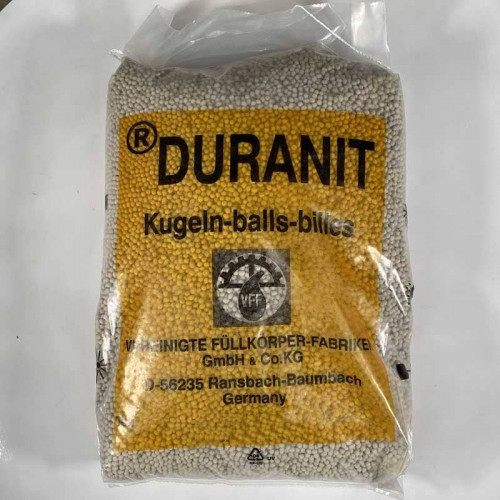 ®DURANIT
Kugeln-balls-billes
VFF
VEREINIGTE FÜLLKÖRPER-FABRIKEN
GmbH & Co.KG
D-56235 Ransbach-Baumbach
Germany